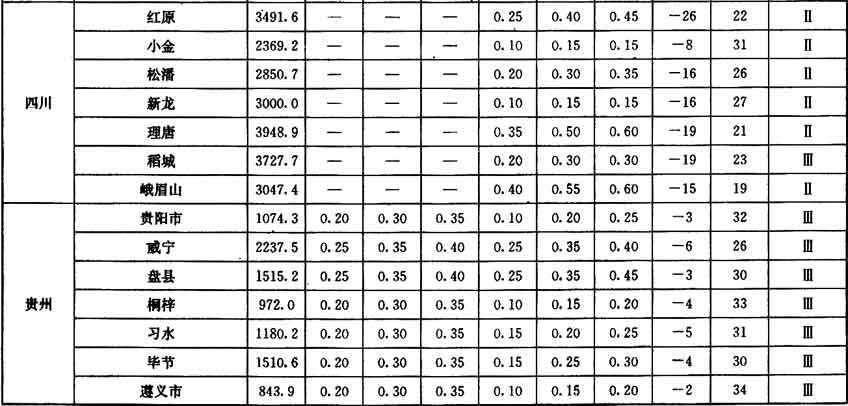 四川 红原 3491.6 — — — 0.25 0.40 0.45 −26 22 Ⅱ
小金 2369.2 — — — 0.10 0.15 0.15 −8 31 Ⅱ
松潘 2850.7 — — — 0.20 0.30 0.35 −16 26 Ⅱ
新龙 3000.0 — — — 0.10 0.15 0.15 −16 27 Ⅱ
理唐 3948.9 — — — 0.35 0.50 0.60 −19 21 Ⅱ
稻城 3727.7 — — — 0.20 0.30 0.30 −19 23 Ⅲ
峨眉山 3047.4 — — — 0.40 0.55 0.60 −15 19 Ⅱ
贵州 贵阳市 1074.3 0.20 0.30 0.35 0.10 0.20 0.25 −3 32 Ⅲ
威宁 2237.5 0.25 0.35 0.40 0.25 0.35 0.40 −6 26 Ⅲ
盘县 1515.2 0.25 0.35 0.40 0.25 0.35 0.45 −3 30 Ⅲ
桐梓 972.0 0.20 0.30 0.35 0.10 0.15 0.20 −4 33 Ⅲ
习水 1180.2 0.20 0.30 0.35 0.15 0.20 0.25 −5 31 Ⅲ
毕节 1510.6 0.20 0.30 0.35 0.15 0.25 0.30 −4 30 Ⅲ
遵义市 843.9 0.20 0.30 0.35 0.10 0.15 0.20 −2 34 Ⅲ